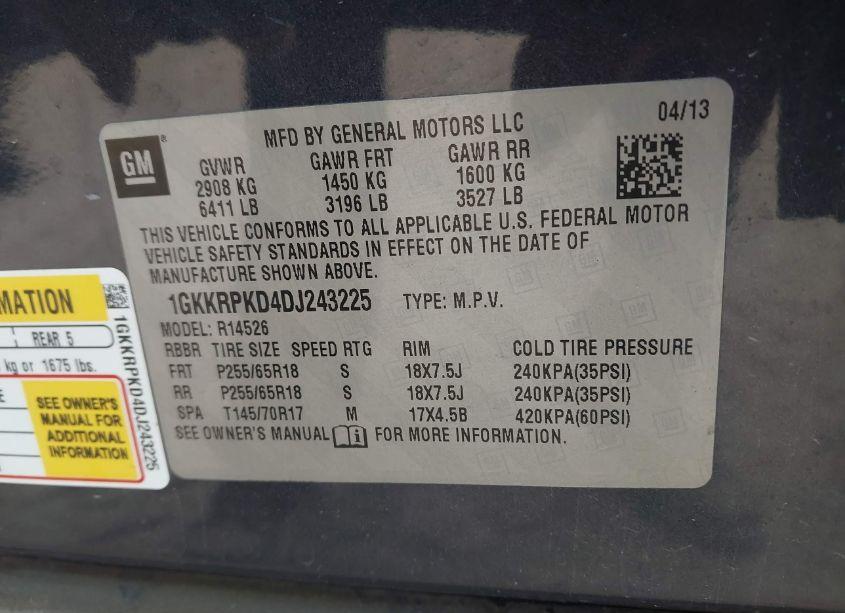 04/13
GM
®
MFD BY GENERAL MOTORS LLC
GVWR GAWR FRT GAWR RR
2908 KG 1450 KG 1600 KG
6411 LB 3196 LB 3527 LB
THIS VEHICLE CONFORMS TO ALL APPLICABLE U.S. FEDERAL MOTOR
VEHICLE SAFETY STANDARDS IN EFFECT ON THE DATE OF
MANUFACTURE SHOWN ABOVE.
1GKKRPKD4DJ243225 TYPE: M.P.V.
MODEL: R14526
RBBR TIRE SIZE SPEED RTG RIM COLD TIRE PRESSURE
FRT P255/65R18 S 18X7.5J 240KPA(35PSI)
RR P255/65R18 S 18X7.5J 240KPA(35PSI)
SPA T145/70R17 M 17X4.5B 420KPA(60PSI)
SEE OWNER'S MANUAL i FOR MORE INFORMATION.
MATION
REAR 5
kg or 1675 lbs.
SEE OWNER'S
MANUAL FOR
ADDITIONAL
INFORMATION
1GKKRPKD4DJ243225